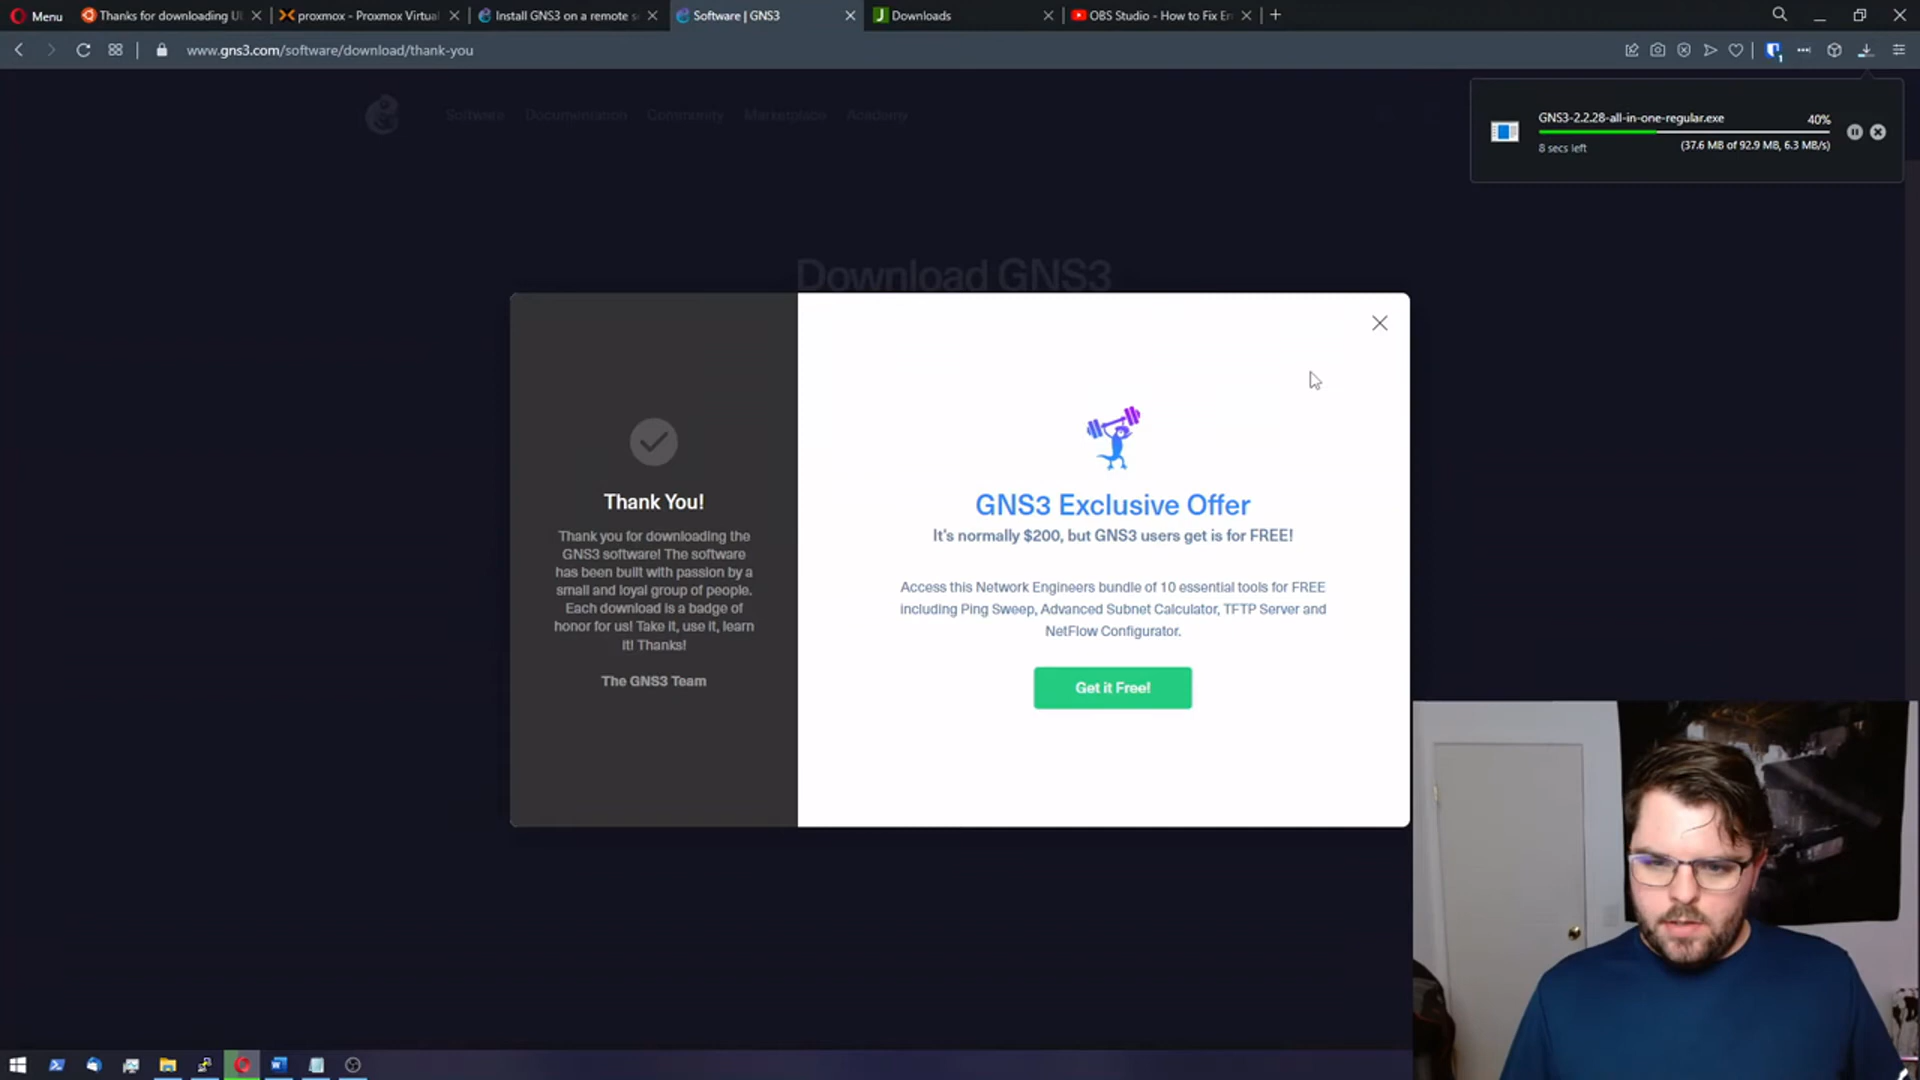 Menu
Thanks for downloading Ul
proxmox - Proxmox Virtual
Install GNS3 on a remote s
Software | GNS3
Downloads
OBS Studio - How to Fix Er
www.gns3.com/software/download/thank-you
GNS3-2.2.28-all-in-one-regular.exe
40%
8 secs left
(37.6 MB of 92.9 MB, 6.3 MB/s)
Software
Documentation
Community
Marketplace
Academy
Download GNS3
Thank You!
Thank you for downloading the
GNS3 software! The software
has been built with passion by a
small and loyal group of people.
Each download is a badge of
honor for us! Take it, use it, learn
it! Thanks!
The GNS3 Team
GNS3 Exclusive Offer
It's normally $200, but GNS3 users get is for FREE!
Access this Network Engineers bundle of 10 essential tools for FREE
including Ping Sweep, Advanced Subnet Calculator, TFTP Server and
NetFlow Configurator.
Get it Free!